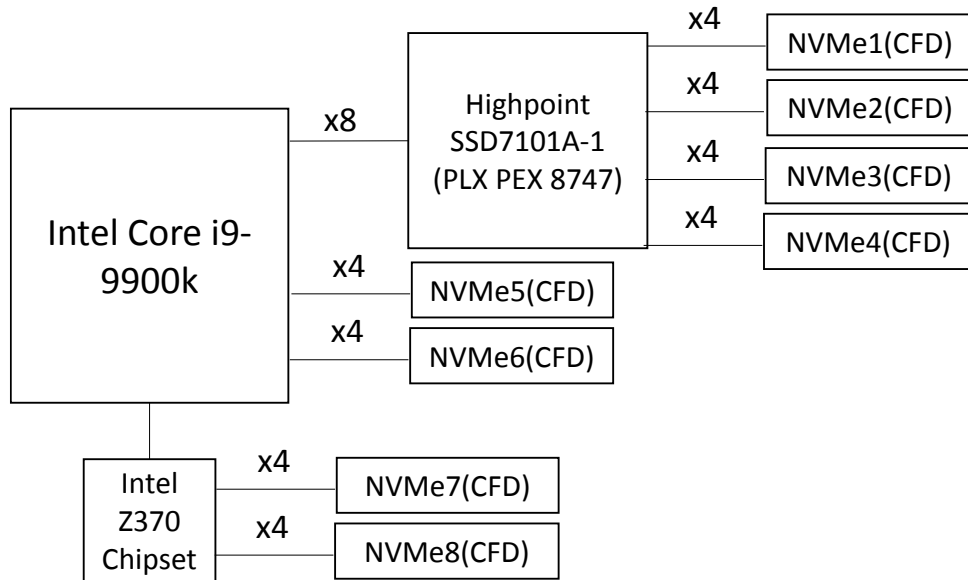 x4
NVMe1(CFD)
x4
NVMe2(CFD)
x8
Highpoint
SSD7101A-1
(PLX PEX 8747)
x4
NVMe3(CFD)
x4
NVMe4(CFD)
Intel Core i9-
9900k
x4
NVMe5(CFD)
x4
NVMe6(CFD)
Intel
Z370
Chipset
x4
NVMe7(CFD)
x4
NVMe8(CFD)